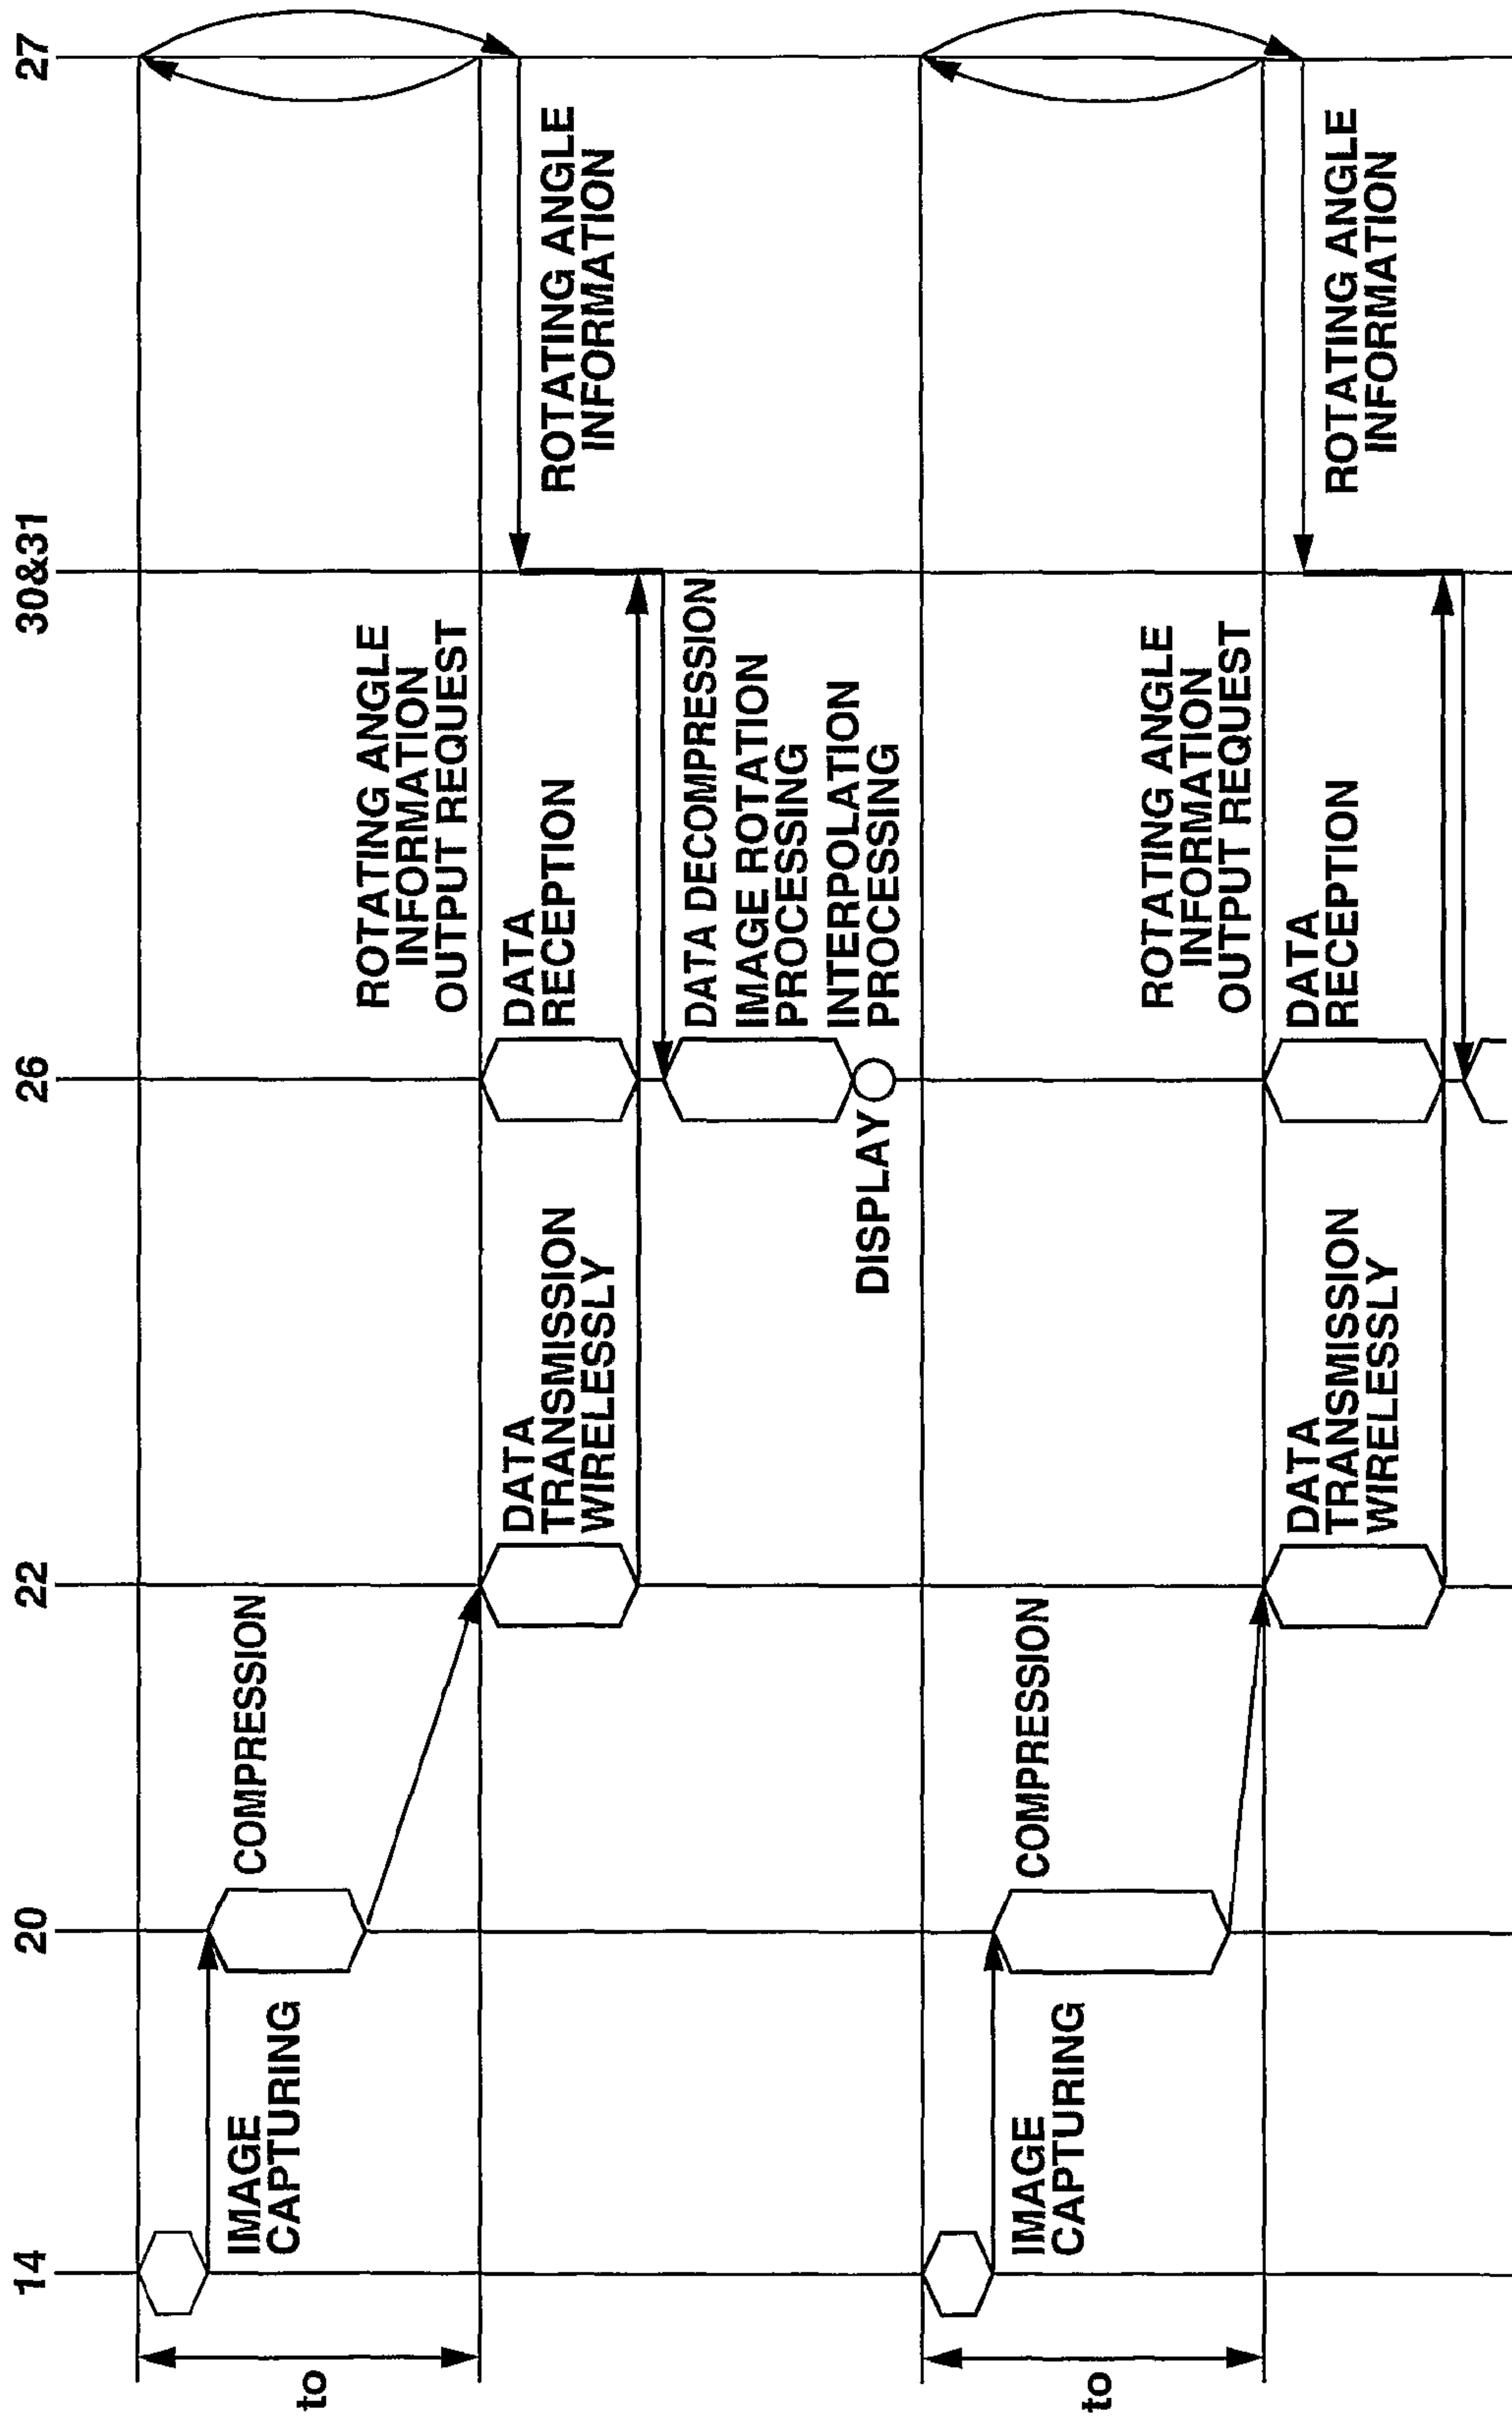 14
20
22
26
30&31
27
to
IMAGE
CAPTURING
COMPRESSION
ROTATING ANGLE
INFORMATION
OUTPUT REQUEST
DATA
TRANSMISSION
WIRELESSLY
DATA
RECEPTION
ROTATING ANGLE
INFORMATION
DATA DECOMPRESSION
IMAGE ROTATION
PROCESSING
INTERPOLATION
PROCESSING
DISPLAY
to
IMAGE
CAPTURING
COMPRESSION
ROTATING ANGLE
INFORMATION
OUTPUT REQUEST
DATA
TRANSMISSION
WIRELESSLY
DATA
RECEPTION
ROTATING ANGLE
INFORMATION